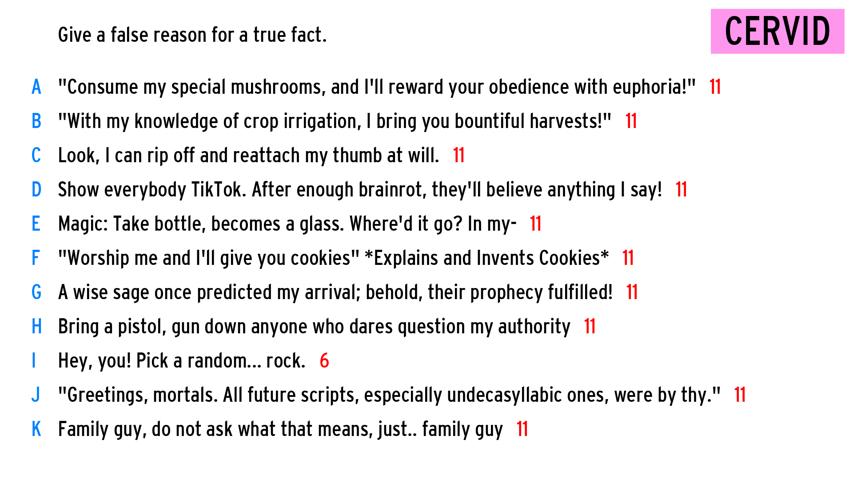 Give a false reason for a true fact.
CERVID
A "Consume my special mushrooms, and I'll reward your obedience with euphoria!" 11
B "With my knowledge of crop irrigation, I bring you bountiful harvests!" 11
C Look, I can rip off and reattach my thumb at will. 11
D Show everybody TikTok. After enough brainrot, they'll believe anything I say! 11
E Magic: Take bottle, becomes a glass. Where'd it go? In my- 11
F "Worship me and I'll give you cookies" *Explains and Invents Cookies* 11
G A wise sage once predicted my arrival; behold, their prophecy fulfilled! 11
H Bring a pistol, gun down anyone who dares question my authority 11
I Hey, you! Pick a random... rock. 6
J "Greetings, mortals. All future scripts, especially undecasyllabic ones, were by thy." 11
K Family guy, do not ask what that means, just.. family guy 11